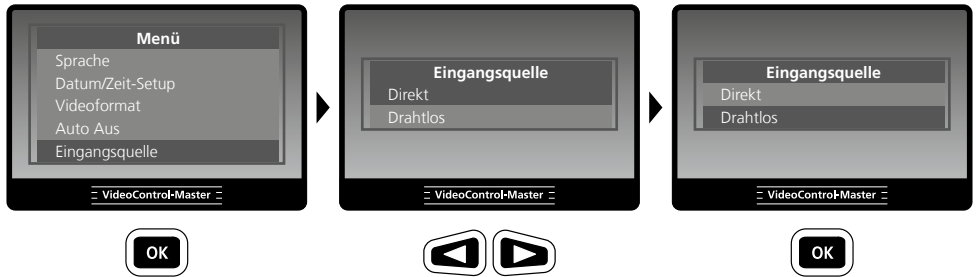 Menü
Sprache
Datum/Zeit-Setup
Videoformat
Auto Aus
Eingangsquelle
VideoControl-Master
OK
Eingangsquelle
Direkt
Drahtlos
VideoControl-Master
Eingangsquelle
Direkt
Drahtlos
VideoControl-Master
OK